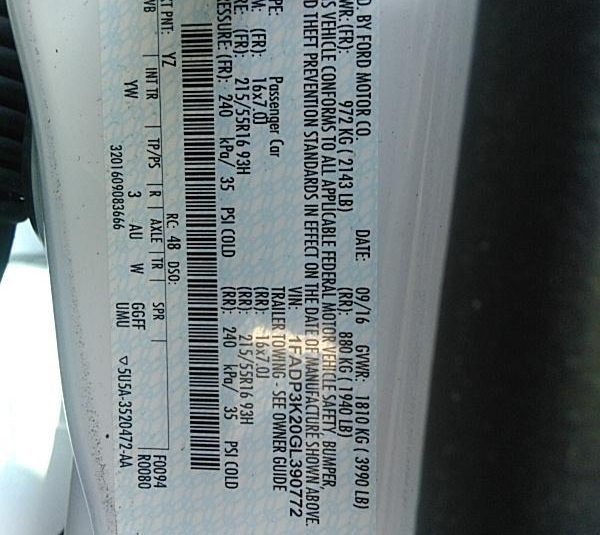 D. BY FORD MOTOR CO. DATE: 09/16 GVWR: 1810 KG ( 3990 LB)
WR: (FR): 972 KG ( 2143 LB) (RR): 880 KG ( 1940 LB)
S VEHICLE CONFORMS TO ALL APPLICABLE FEDERAL MOTOR VEHICLE SAFETY, BUMPER,
D THEFT PREVENTION STANDARDS IN EFFECT ON THE DATE OF MANUFACTURE SHOWN ABOVE.
VIN: 1FADP3K20GL390772
PE: Passenger Car TRAILER TOWING - SEE OWNER GUIDE
M: (FR): 16x7.0J (RR): 16x7.0J
RE: (FR): 215/55R16 93H (RR): 215/55R16 93H
ESSURE: (FR): 240 kPa/ 35 PSI COLD (RR): 240 kPa/ 35 PSI COLD
T PNT: YZ RC: 48 DSO: F0094
WB INT TR TP/PS R AXLE TR SPR R0080
YW 3 AU W GGFF
UMU
3201609083666 5U5A-3520472-AA